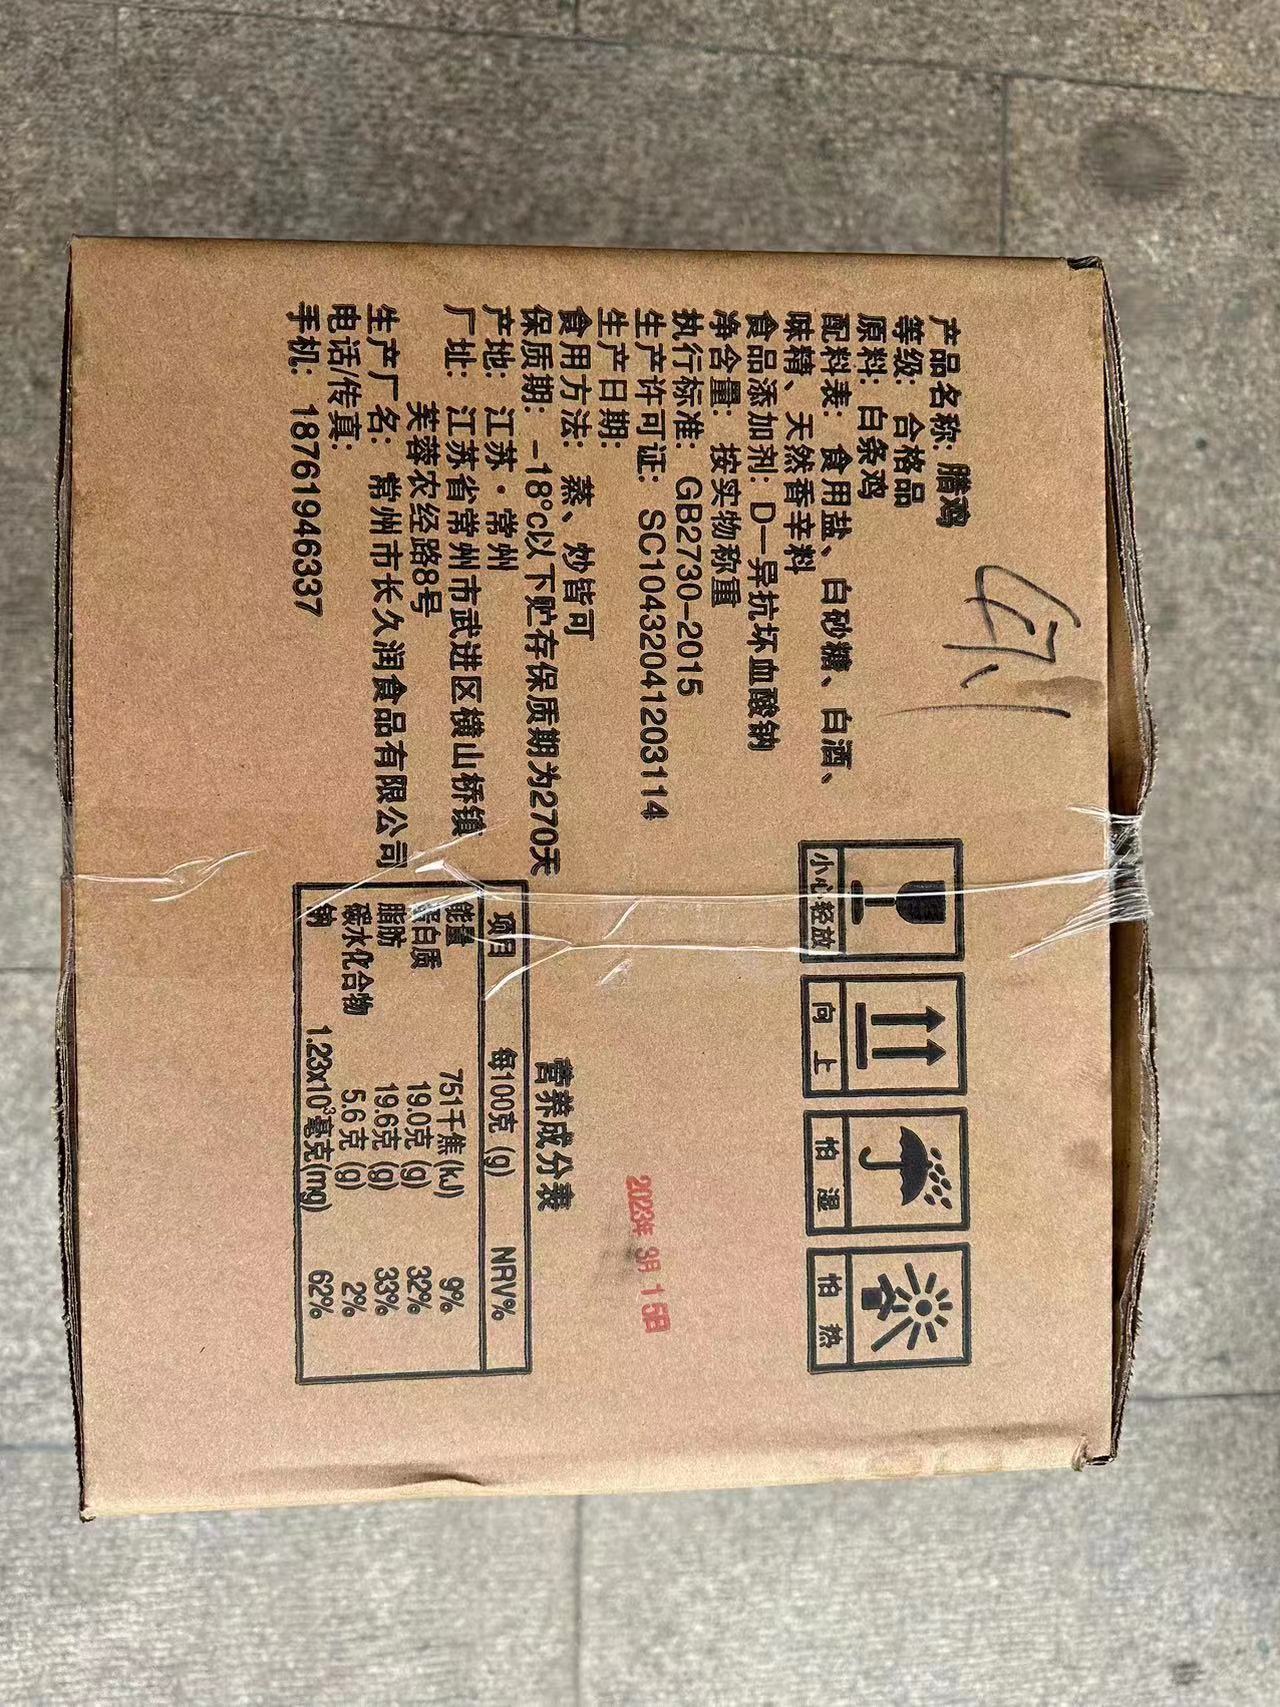 产品名称: 腊鸡
等级: 合格品
原料: 白条鸡
配料表: 食用盐、白砂糖、白酒、
味精、天然香辛料
食品添加剂: D-异抗坏血酸钠
净含量: 按实物称重
执行标准: GB2730-2015
生产许可证: SC10432041203114
生产日期:
食用方法: 蒸、炒皆可
保质期: -18°c以下贮存保质期为270天
产地: 江苏·常州
厂址: 江苏省常州市武进区横山桥镇
芙蓉农经路8号
生产厂名: 常州市长久润食品有限公司
电话/传真:
手机: 18761946337
小心轻放
向上
怕湿
怕热
2023年 3月 15日
营养成分表
项目 每100克 (g) NRV%
能量 751千焦 (kJ) 9%
蛋白质 19.0克 (g) 32%
脂肪 19.6克 (g) 33%
碳水化合物 5.6克 (g) 2%
钠 1.23x10³毫克(mg) 62%